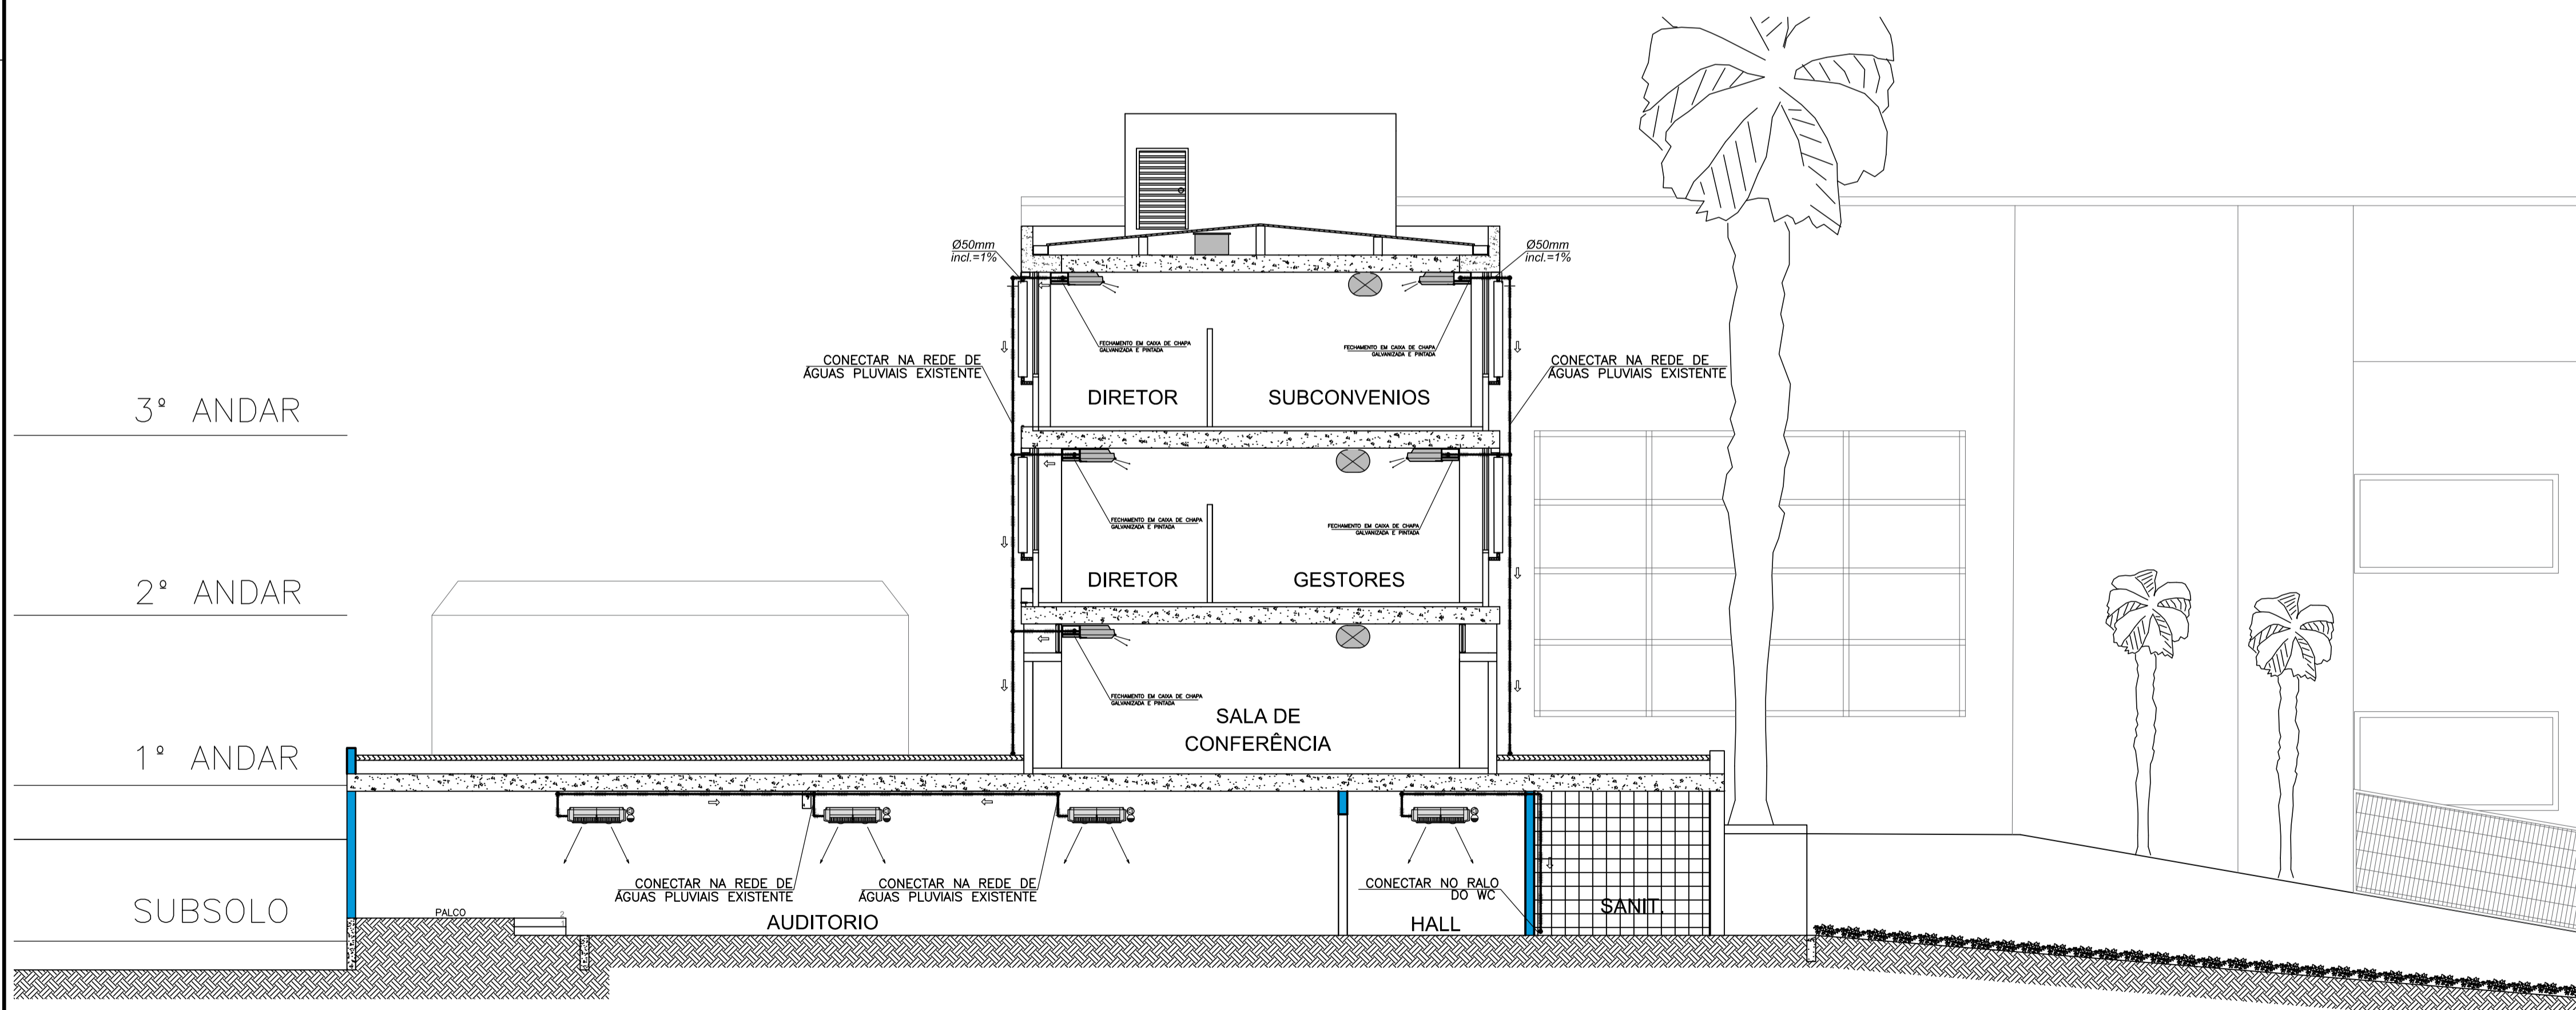 Ø50mm
incl.=1%
Ø50mm
incl.=1%
FECHAMENTO EM CAIXA DE CHAPA
GALVANIZADA E PINTADA
FECHAMENTO EM CAIXA DE CHAPA
GALVANIZADA E PINTADA
CONECTAR NA REDE DE
ÁGUAS PLUVIAIS EXISTENTE
CONECTAR NA REDE DE
ÁGUAS PLUVIAIS EXISTENTE
DIRETOR
SUBCONVENIOS
3º ANDAR
FECHAMENTO EM CAIXA DE CHAPA
GALVANIZADA E PINTADA
FECHAMENTO EM CAIXA DE CHAPA
GALVANIZADA E PINTADA
DIRETOR
GESTORES
2º ANDAR
FECHAMENTO EM CAIXA DE CHAPA
GALVANIZADA E PINTADA
SALA DE
CONFERÊNCIA
1º ANDAR
CONECTAR NA REDE DE
ÁGUAS PLUVIAIS EXISTENTE
CONECTAR NA REDE DE
ÁGUAS PLUVIAIS EXISTENTE
CONECTAR NO RALO
DO WC
SUBSOLO
PALCO
2
1
AUDITORIO
HALL
SANIT.